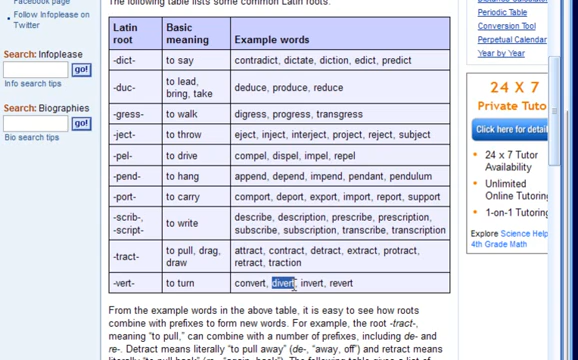 Facebook page
Follow Infoplease on
Twitter
Search: Infoplease
go!
Info search tips
Search: Biographies
go!
Bio search tips
The following table lists some common Latin roots.
Latin root	Basic meaning	Example words
-dict-	to say	contradict, dictate, diction, edict, predict
-duc-	to lead, bring, take	deduce, produce, reduce
-gress-	to walk	digress, progress, transgress
-ject-	to throw	eject, inject, interject, project, reject, subject
-pel-	to drive	compel, dispel, impel, repel
-pend-	to hang	append, depend, impend, pendant, pendulum
-port-	to carry	comport, deport, export, import, report, support
-scrib-, -script-	to write	describe, description, prescribe, prescription, subscribe, subscription, transcribe, transcription
-tract-	to pull, drag, draw	attract, contract, detract, extract, protract, retract, traction
-vert-	to turn	convert, divert, invert, revert
From the example words in the above table, it is easy to see how roots
combine with prefixes to form new words. For example, the root -tract-,
meaning "to pull," can combine with a number of prefixes, including de- and
re-. Detract means literally "to pull away" (de-, "away, off") and retract means
Periodic Table
Conversion Tool
Perpetual Calendar
Year by Year
24 X 7
Private Tuto
Click here for detail
24 x 7 Tutor
Availability
Unlimited
Online Tutoring
1-on-1 Tutoring
Explore Science Help
4th Grade Math